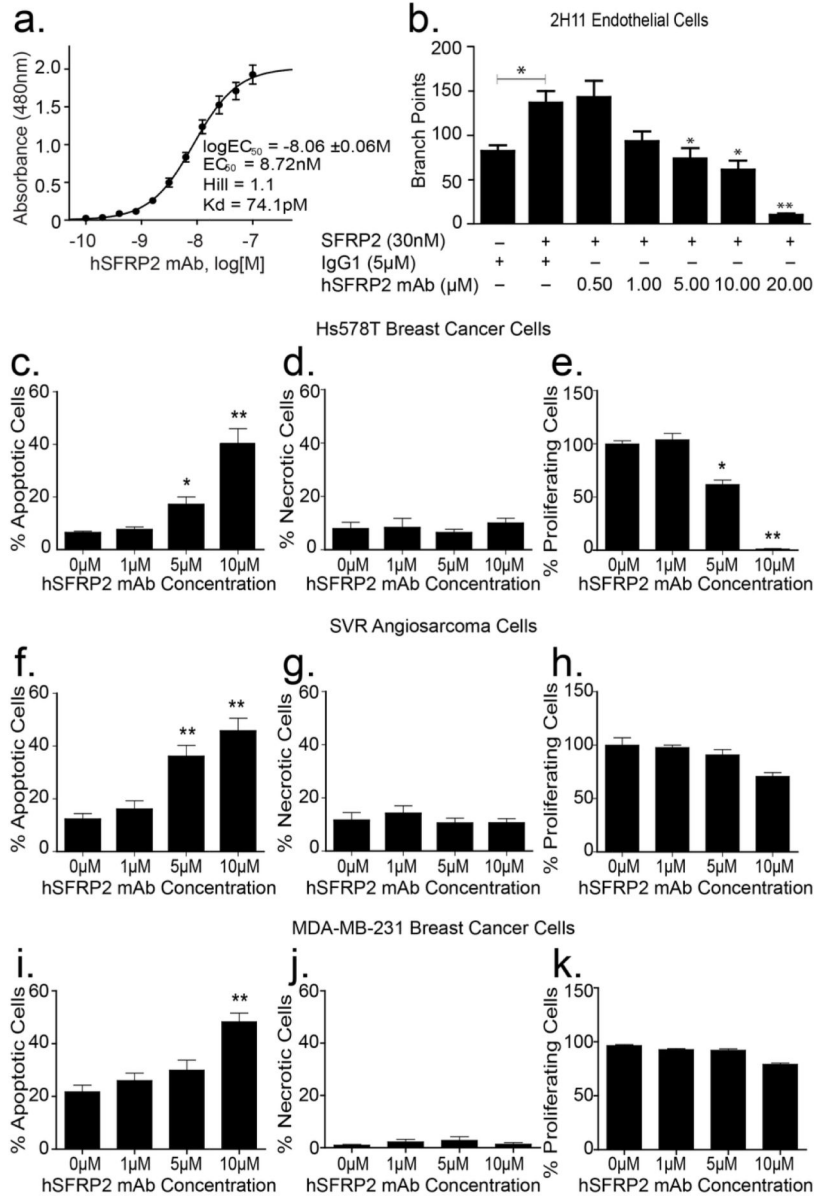 a.
Absorbance (480nm)
2.0
1.5
1.0
0.5
0
logEC50 = -8.06 ±0.06M
EC50 = 8.72nM
Hill = 1.1
Kd = 74.1pM
-10 -9 -8 -7
hSFRP2 mAb, log[M]
b.
2H11 Endothelial Cells
Branch Points
200
150
100
50
0
*
* * **
SFRP2 (30nM) – + + + + + +
IgG1 (5µM) + + – – – – –
hSFRP2 mAb (µM) – – 0.50 1.00 5.00 10.00 20.00
Hs578T Breast Cancer Cells
c.
% Apoptotic Cells
60
40
20
0
* **
0µM 1µM 5µM 10µM
hSFRP2 mAb Concentration
d.
% Necrotic Cells
60
40
20
0
0µM 1µM 5µM 10µM
hSFRP2 mAb Concentration
e.
% Proliferating Cells
150
100
50
0
* **
0µM 1µM 5µM 10µM
hSFRP2 mAb Concentration
SVR Angiosarcoma Cells
f.
% Apoptotic Cells
60
40
20
0
** **
0µM 1µM 5µM 10µM
hSFRP2 mAb Concentration
g.
% Necrotic Cells
60
40
20
0
0µM 1µM 5µM 10µM
hSFRP2 mAb Concentration
h.
% Proliferating Cells
150
100
50
0
0µM 1µM 5µM 10µM
hSFRP2 mAb Concentration
MDA-MB-231 Breast Cancer Cells
i.
% Apoptotic Cells
60
40
20
0
**
0µM 1µM 5µM 10µM
hSFRP2 mAb Concentration
j.
% Necrotic Cells
60
40
20
0
0µM 1µM 5µM 10µM
hSFRP2 mAb Concentration
k.
% Proliferating Cells
150
100
50
0
0µM 1µM 5µM 10µM
hSFRP2 mAb Concentration